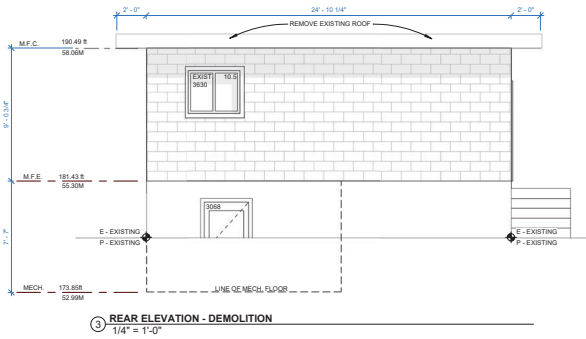 2' - 0"
24' - 10 1/4"
2' - 0"
REMOVE EXISTING ROOF
M.F.C.
190.49 ft
58.06M
EXIST
10.5
3630
9' - 0 3/4"
M.F.E.
181.43 ft
55.30M
3068
7' - 7"
E - EXISTING
P - EXISTING
E - EXISTING
P - EXISTING
MECH.
173.85ft
52.99M
LINE OF MECH. FLOOR
3
REAR ELEVATION - DEMOLITION
1/4" = 1'-0"